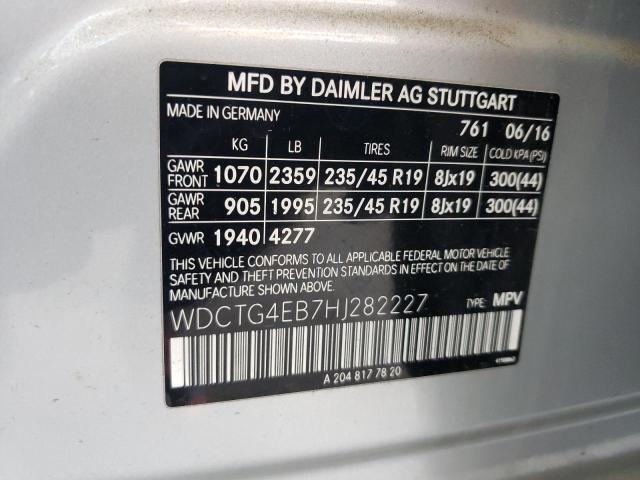 MFD BY DAIMLER AG STUTTGART
MADE IN GERMANY
761 06/16
KG LB TIRES RIM SIZE COLD KPA(PSI)
GAWR FRONT 1070 2359 235/45 R19 8Jx19 300(44)
GAWR REAR 905 1995 235/45 R19 8Jx19 300(44)
GWR 1940 4277
THIS VEHICLE CONFORMS TO ALL APPLICABLE FEDERAL MOTOR VEHICLE
SAFETY AND THEFT PREVENTION STANDARDS IN EFFECT ON THE DATE OF
MANUFACTURE SHOWN ABOVE.
WDCTG4EB7HJ282227 TYPE: MPV
A 204 817 78 20